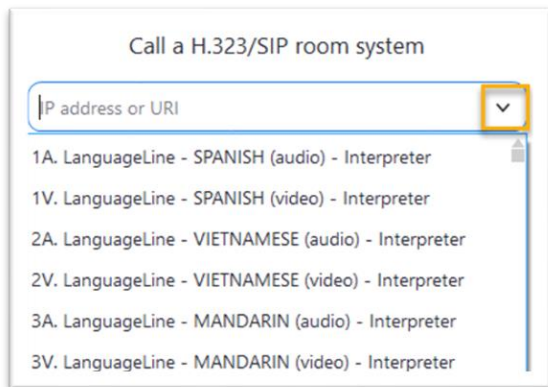 Call a H.323/SIP room system
IP address or URI
1A. LanguageLine - SPANISH (audio) - Interpreter
1V. LanguageLine - SPANISH (video) - Interpreter
2A. LanguageLine - VIETNAMESE (audio) - Interpreter
2V. LanguageLine - VIETNAMESE (video) - Interpreter
3A. LanguageLine - MANDARIN (audio) - Interpreter
3V. LanguageLine - MANDARIN (video) - Interpreter